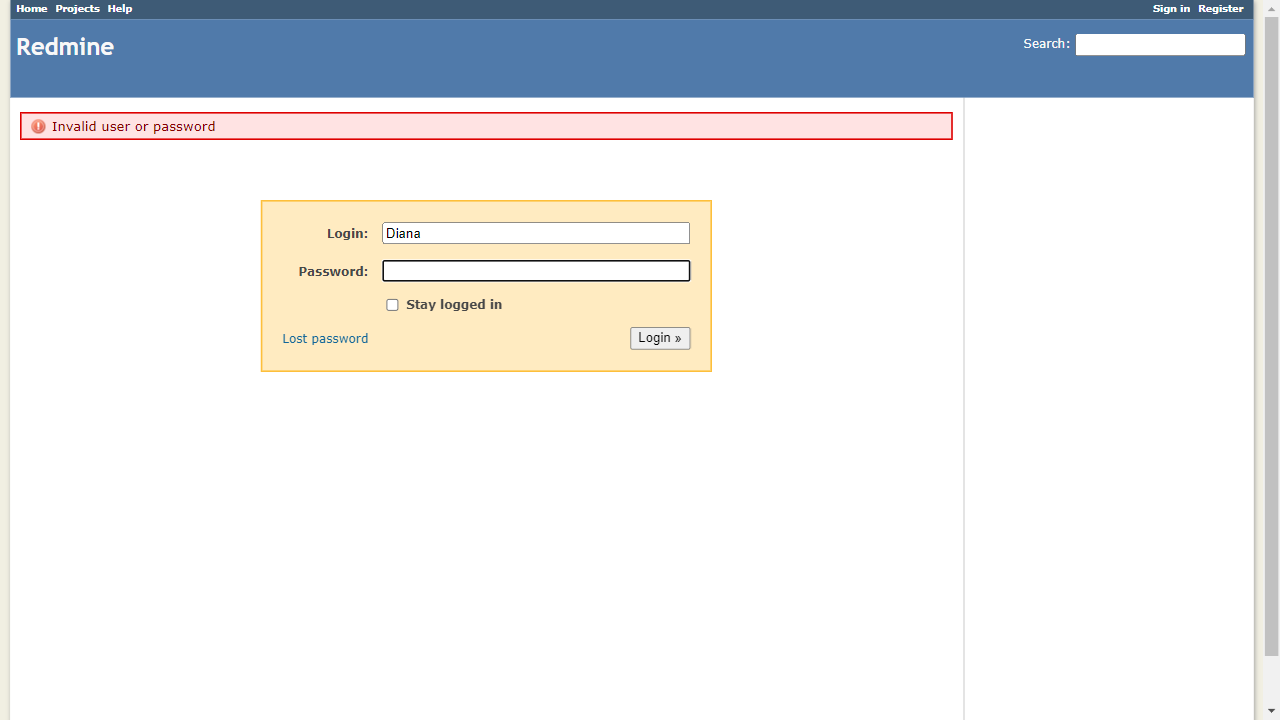 Home Projects Help Sign in Register
Redmine
Search:
Invalid user or password
Login: Diana
Password:
Stay logged in
Lost password Login »